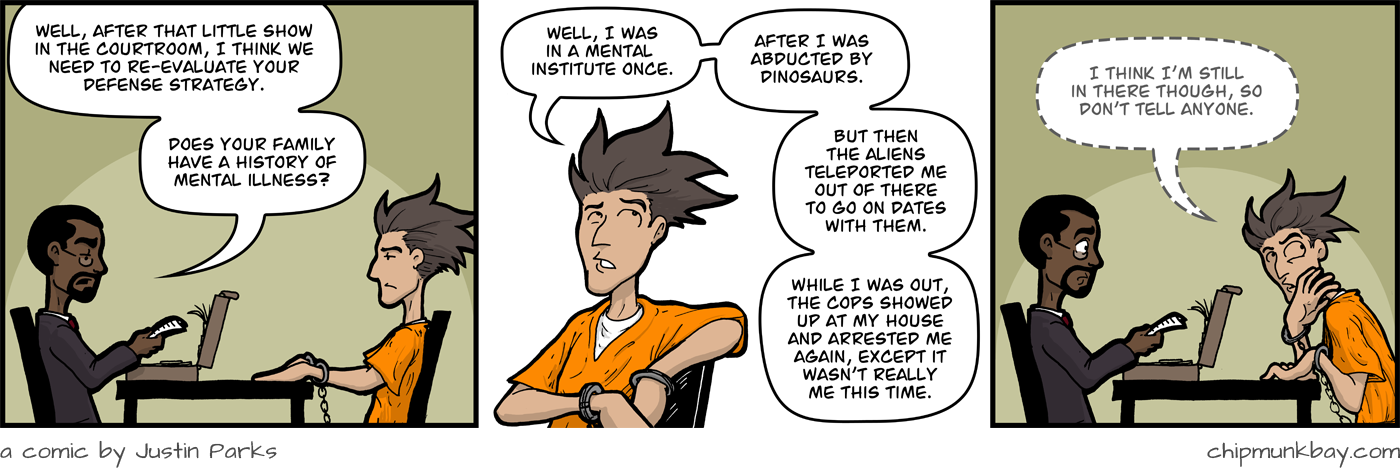 WELL, AFTER THAT LITTLE SHOW
IN THE COURTROOM, I THINK WE
NEED TO RE-EVALUATE YOUR
DEFENSE STRATEGY.
DOES YOUR FAMILY
HAVE A HISTORY OF
MENTAL ILLNESS?
WELL, I WAS
IN A MENTAL
INSTITUTE ONCE.
AFTER I WAS
ABDUCTED BY
DINOSAURS.
BUT THEN
THE ALIENS
TELEPORTED ME
OUT OF THERE
TO GO ON DATES
WITH THEM.
WHILE I WAS OUT,
THE COPS SHOWED
UP AT MY HOUSE
AND ARRESTED ME
AGAIN, EXCEPT IT
WASN'T REALLY
ME THIS TIME.
I THINK I'M STILL
IN THERE THOUGH, SO
DON'T TELL ANYONE.
a comic by Justin Parks
chipmunkbay.com